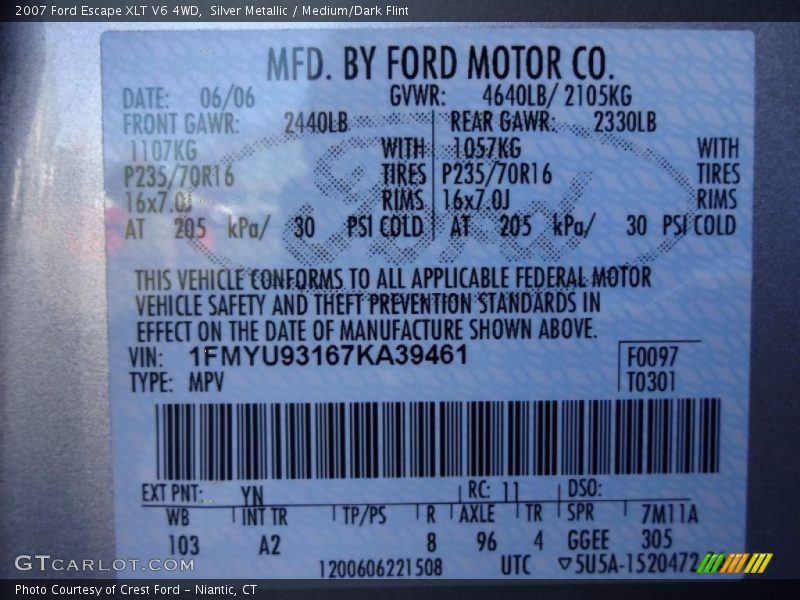 2007 Ford Escape XLT V6 4WD, Silver Metallic / Medium/Dark Flint
MFD. BY FORD MOTOR CO.
DATE: 06/06 GVWR: 4640LB/ 2105KG
FRONT GAWR: 2440LB REAR GAWR: 2330LB
1107KG WITH 1057KG WITH
P235/70R16 TIRES P235/70R16 TIRES
16x7.0J RIMS 16x7.0J RIMS
AT 205 kPa/ 30 PSI COLD AT 205 kPa/ 30 PSI COLD
Ford
THIS VEHICLE CONFORMS TO ALL APPLICABLE FEDERAL MOTOR
VEHICLE SAFETY AND THEFT PREVENTION STANDARDS IN
EFFECT ON THE DATE OF MANUFACTURE SHOWN ABOVE.
VIN: 1FMYU93167KA39461 F0097
TYPE: MPV T0301
EXT PNT: YN RC: 11 DSO:
WB INT TR TP/PS R AXLE TR SPR 7M11A
103 A2 8 96 4 GGEE 305
1200606221508 UTC ▽5U5A-1520472
GTCARLOT.COM
Photo Courtesy of Crest Ford – Niantic, CT